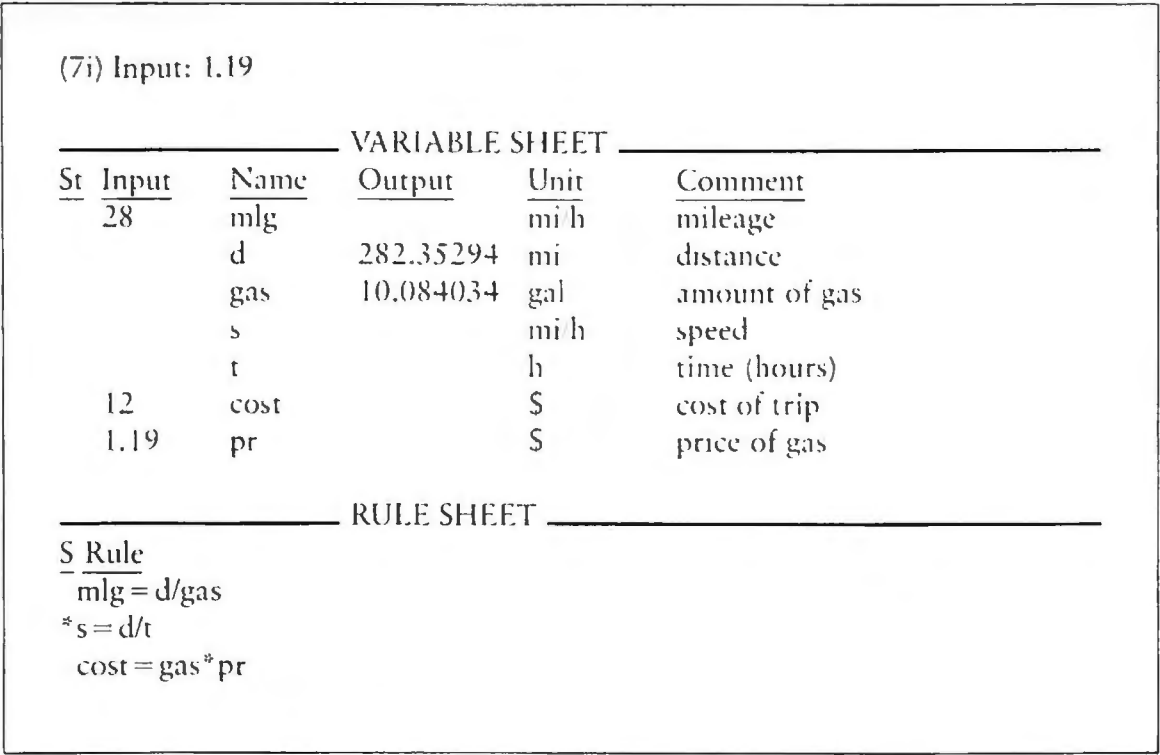 (7i) Input: 1.19
VARIABLE SHEET
St Input Name Output Unit Comment
28 mlg mi/h mileage
d 282.35294 mi distance
gas 10.084034 gal amount of gas
s mi/h speed
t h time (hours)
12 cost $ cost of trip
1.19 pr $ price of gas
RULE SHEET
S Rule
mlg = d/gas
*s = d/t
cost = gas*pr